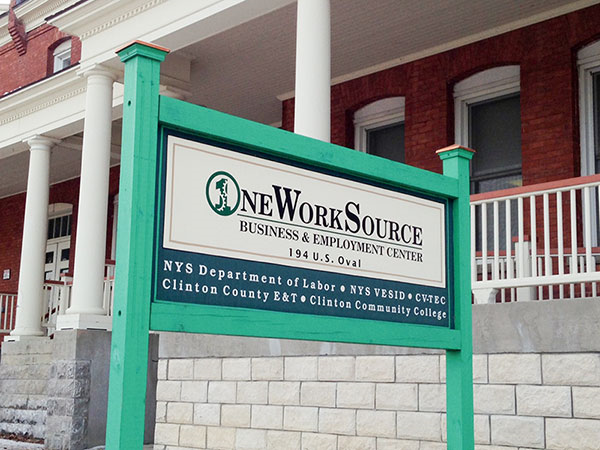 OneWorkSource
Business & Employment Center
194 U.S. Oval
NYS Department of Labor • NYS VESID • CV-TEC
Clinton County E&T • Clinton Community College